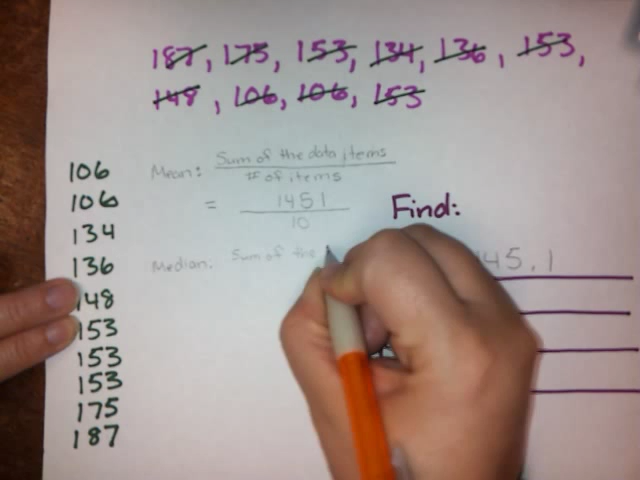 187, 175, 153, 134, 136, 153,
148, 106, 106, 153
106
106
134
136
148
153
153
153
175
187
Mean: Sum of the data items
# of items
= 1451
10
Find:
Median. Sum of the
145.1